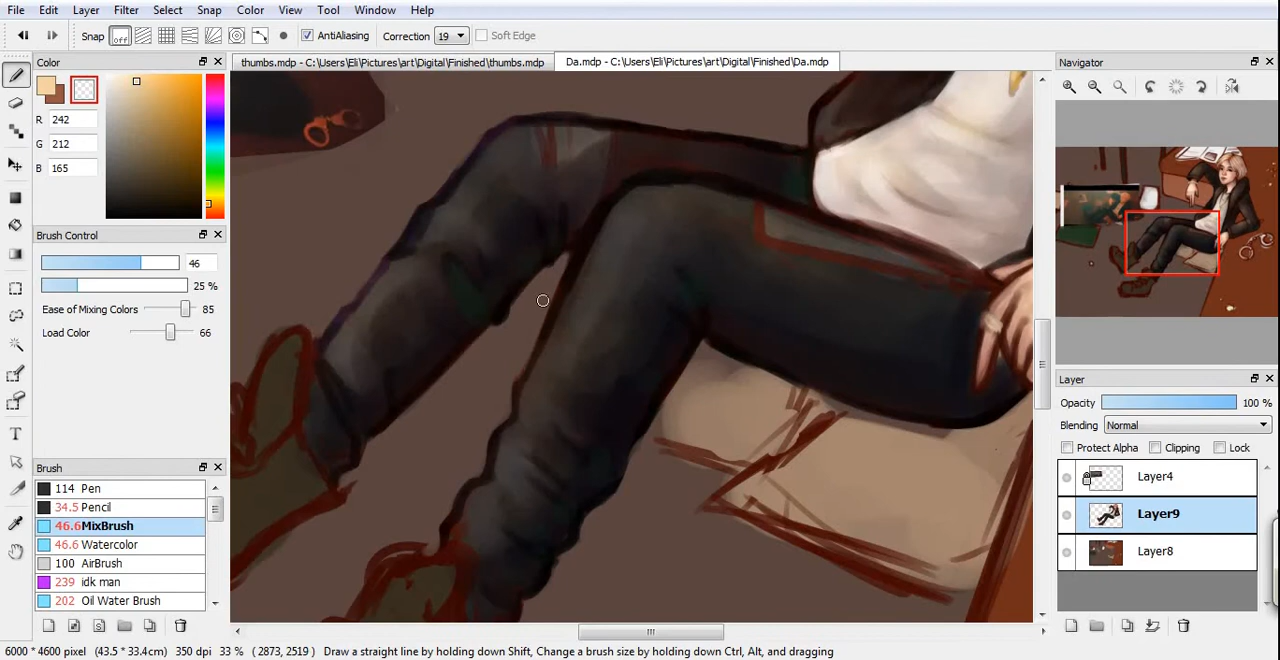 File Edit Layer Filter Select Snap Color View Tool Window Help
Snap off AntiAliasing Correction 19 Soft Edge
Color
thumbs.mdp - C:\Users\Eli\Pictures\art\Digital\Finished\thumbs.mdp
Da.mdp - C:\Users\Eli\Pictures\art\Digital\Finished\Da.mdp
Navigator
R 242
G 212
B 165
Brush Control
46
25 %
Ease of Mixing Colors 85
Load Color 66
Brush
114 Pen
34.5 Pencil
46.6 MixBrush
46.6 Watercolor
100 AirBrush
239 idk man
202 Oil Water Brush
T
Layer
Opacity 100 %
Blending Normal
Protect Alpha Clipping Lock
Layer4
Layer9
Layer8
6000 * 4600 pixel (43.5 * 33.4cm) 350 dpi 33 % ( 2873, 2519 ) Draw a straight line by holding down Shift, Change a brush size by holding down Ctrl, Alt, and dragging